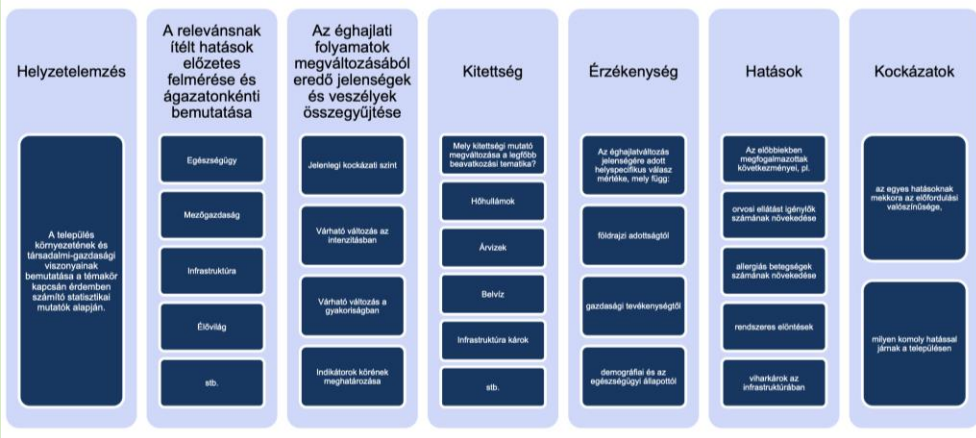 Helyzetelemzés
A település
környezetének és
társadalmi-gazdasági
viszonyainak
bemutatása a témakör
kapcsán érdemben
számító statisztikai
mutatók alapján.
A relevánsnak
ítélt hatások
előzetes
felmérése és
ágazatonkénti
bemutatása
Egészségügy
Mezőgazdaság
Infrastruktúra
Élővilág
stb.
Az éghajlati
folyamatok
megváltozásából
eredő jelenségek
és veszélyek
összegyűjtése
Jelenlegi kockázati szint
Várható változás az
intenzitásban
Várható változás a
gyakoriságban
Indikátorok körének
meghatározása
Kitettség
Mely kitettségi mutató
megváltozása a legfőbb
beavatkozási tematika?
Hőhullámok
Árvizek
Belvíz
Infrastruktúra károk
stb.
Érzékenység
Az éghajlatváltozás
jelenségére adott
helyspecifikus válasz
mértéke, mely függ:
földrajzi adottságtól
gazdasági tevékenységtől
demográfiai és az
egészségügyi állapottól
Hatások
Az előbbiekben
megfogalmazottak
következményei, pl.
orvosi ellátást igénylők
számának növekedése
allergiás betegségek
számának növekedése
rendszeres elöntések
viharkárok az
infrastruktúrában
Kockázatok
az egyes hatásoknak
mekkora az előfordulási
valószínűsége,
milyen komoly hatással
járnak a településen